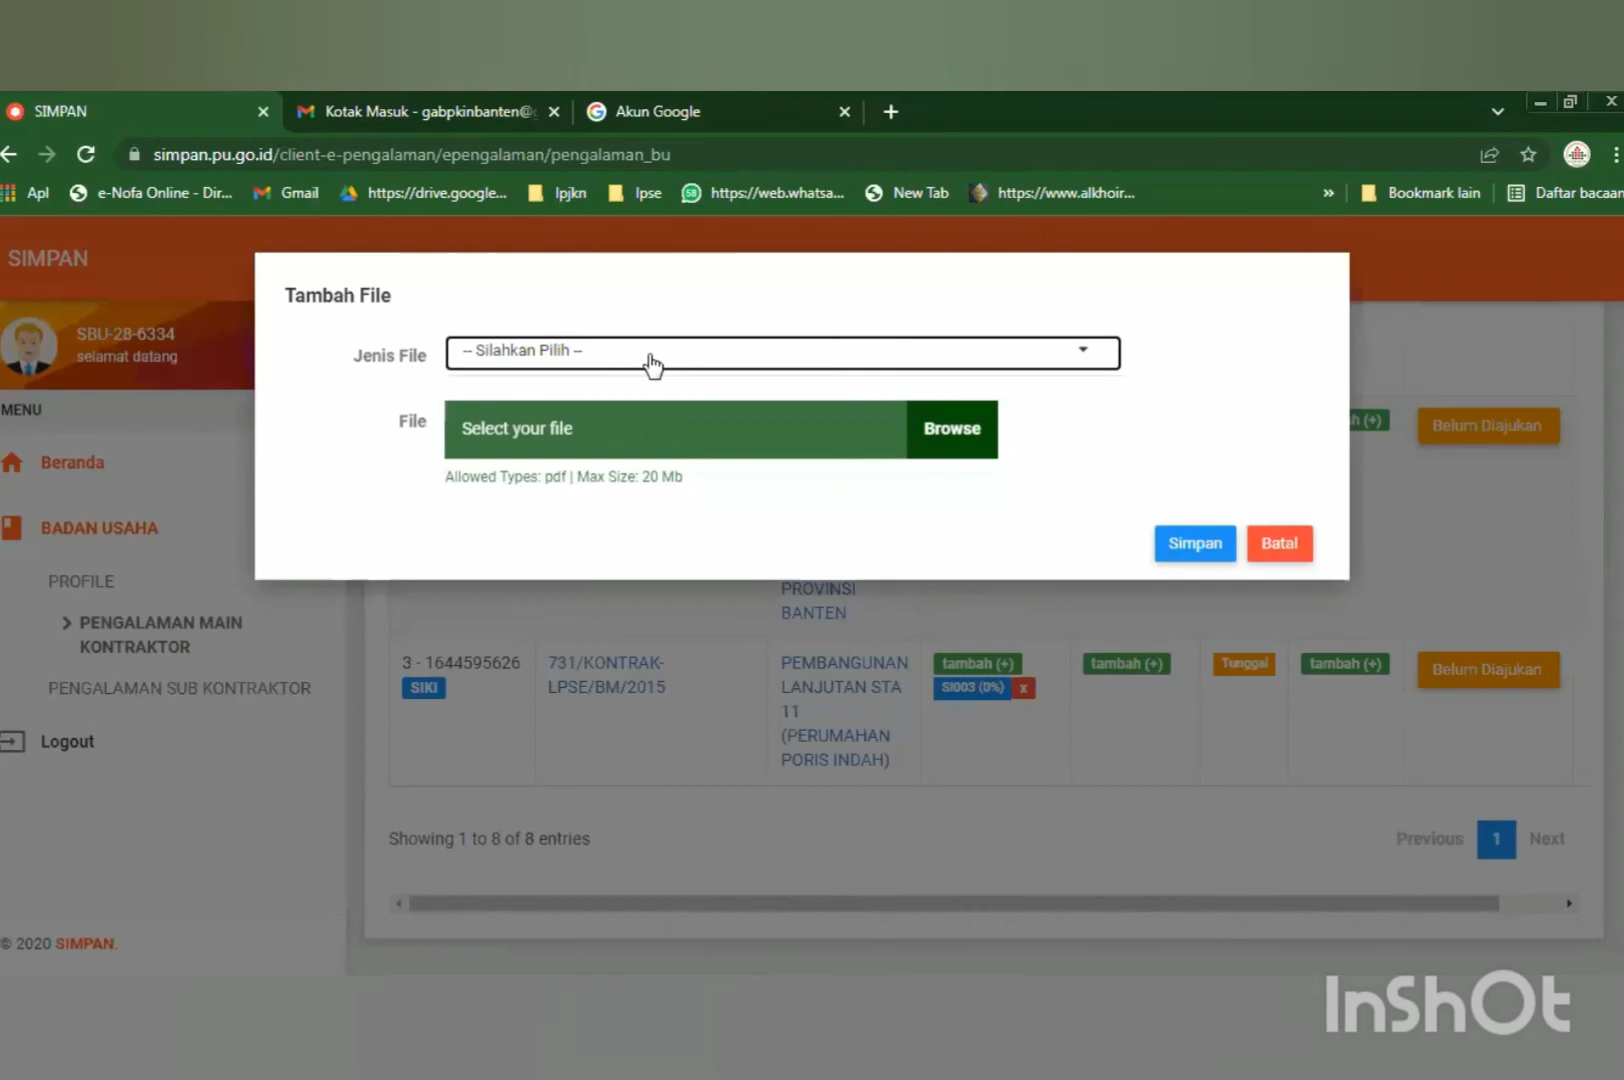 SIMPAN
Kotak Masuk - gabpkinbanten@
Akun Google
simpan.pu.go.id/client-e-pengalaman/epengalaman/pengalaman_bu
Apl
e-Nofa Online - Dir...
Gmail
https://drive.google...
lpjkn
lpse
58
https://web.whatsa...
New Tab
https://www.alkhoir...
»
Bookmark lain
Daftar bacaan
SIMPAN
SBU-28-6334
selamat datang
MENU
Beranda
BADAN USAHA
PROFILE
PENGALAMAN MAIN
KONTRAKTOR
PENGALAMAN SUB KONTRAKTOR
Logout
© 2020 SIMPAN.
Tambah File
Jenis File
-- Silahkan Pilih --
File
Select your file
Browse
Allowed Types: pdf | Max Size: 20 Mb
Simpan
Batal
h (+)
Belum Diajukan
PROVINSI
BANTEN
3 - 1644595626
SIKI
731/KONTRAK-
LPSE/BM/2015
PEMBANGUNAN
LANJUTAN STA
11
(PERUMAHAN
PORIS INDAH)
tambah (+)
SI003 (0%) x
tambah (+)
Tunggal
tambah (+)
Belum Diajukan
Showing 1 to 8 of 8 entries
Previous
1
Next
InShOt